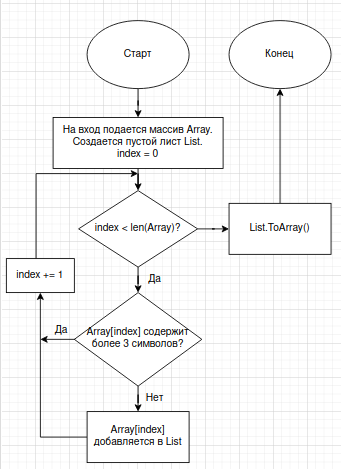 Старт
Конец
На вход подается массив Array.
Создается пустой лист List.
index = 0
index < len(Array)?
List.ToArray()
Да
index += 1
Да
Array[index] содержит
более 3 символов?
Нет
Array[index]
добавляется в List